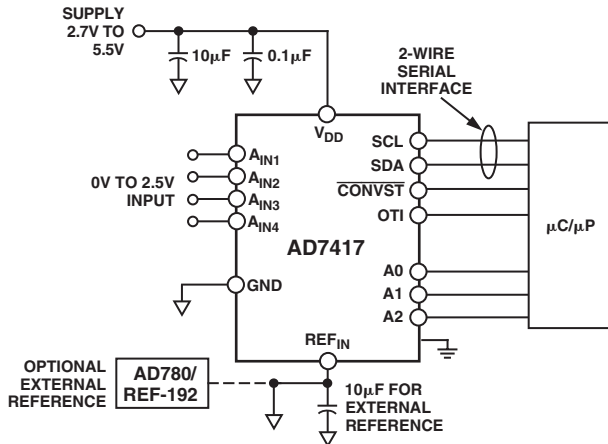 SUPPLY
2.7V TO
5.5V
10μF
0.1μF
2-WIRE
SERIAL
INTERFACE
VDD
AIN1
AIN2
AIN3
AIN4
0V TO 2.5V
INPUT
GND
AD7417
SCL
SDA
CONVST
OTI
A0
A1
A2
μC/μP
REFIN
OPTIONAL
EXTERNAL
REFERENCE
AD780/
REF-192
10μF FOR
EXTERNAL
REFERENCE